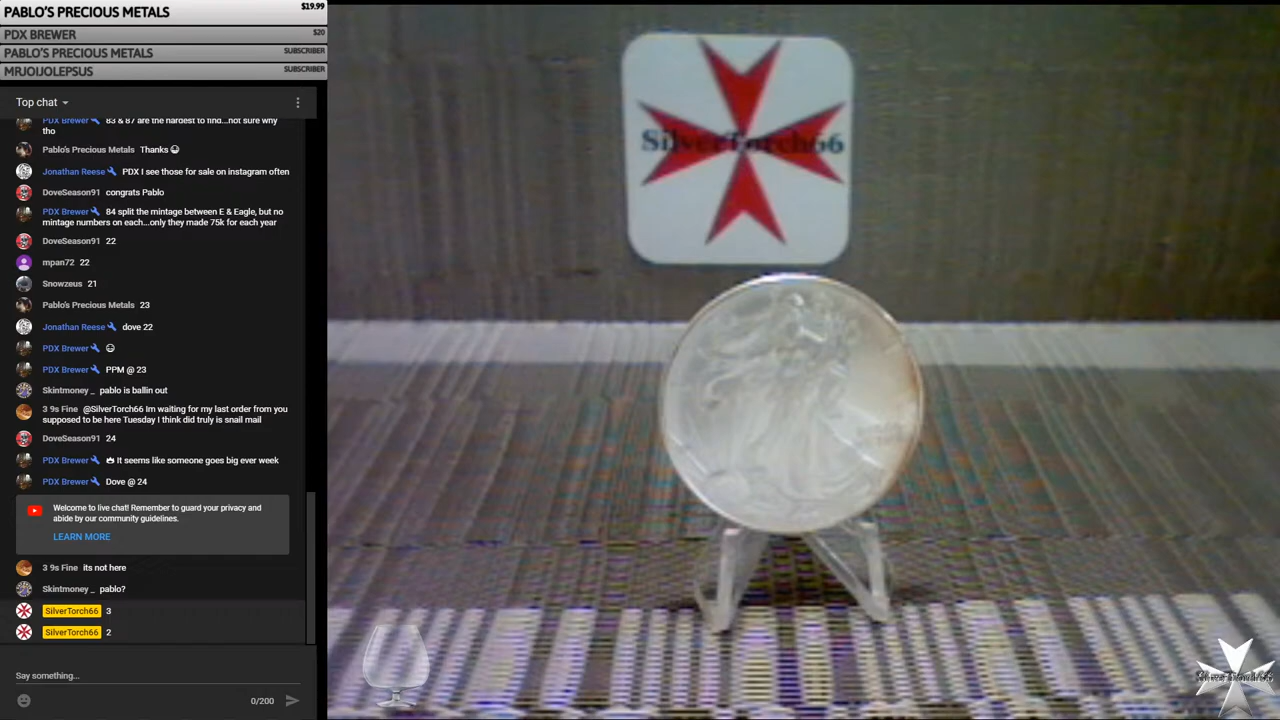 PABLO'S PRECIOUS METALS $19.99
PDX BREWER $20
PABLO'S PRECIOUS METALS SUBSCRIBER
MRJOIJOLEPSUS SUBSCRIBER
Top chat
PDX Brewer 83 & 87 are the hardest to find...not sure why
tho
Pablo's Precious Metals Thanks
Jonathan Reese PDX I see those for sale on instagram often
DoveSeason91 congrats Pablo
PDX Brewer 84 split the mintage between E & Eagle, but no
mintage numbers on each...only they made 75k for each year
DoveSeason91 22
mpan72 22
Snowzeus 21
Pablo's Precious Metals 23
Jonathan Reese dove 22
PDX Brewer
PDX Brewer PPM @ 23
Skintmoney_ pablo is ballin out
3 9s Fine @SilverTorch66 Im waiting for my last order from you
supposed to be here Tuesday I think did truly is snail mail
DoveSeason91 24
PDX Brewer It seems like someone goes big ever week
PDX Brewer Dove @ 24
Welcome to live chat! Remember to guard your privacy and
abide by our community guidelines.
LEARN MORE
3 9s Fine its not here
Skintmoney_ pablo?
SilverTorch66 3
SilverTorch66 2
Say something...
0/200
SilverTorch66
SilverTorch66